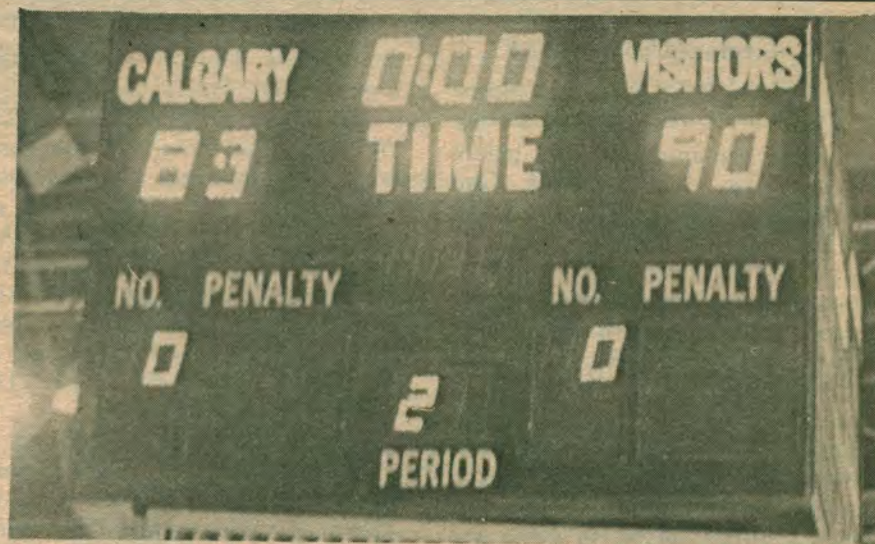 CALGARY 0:00 VISITORS
83 TIME 90
NO. PENALTY NO. PENALTY
0 0
2
PERIOD